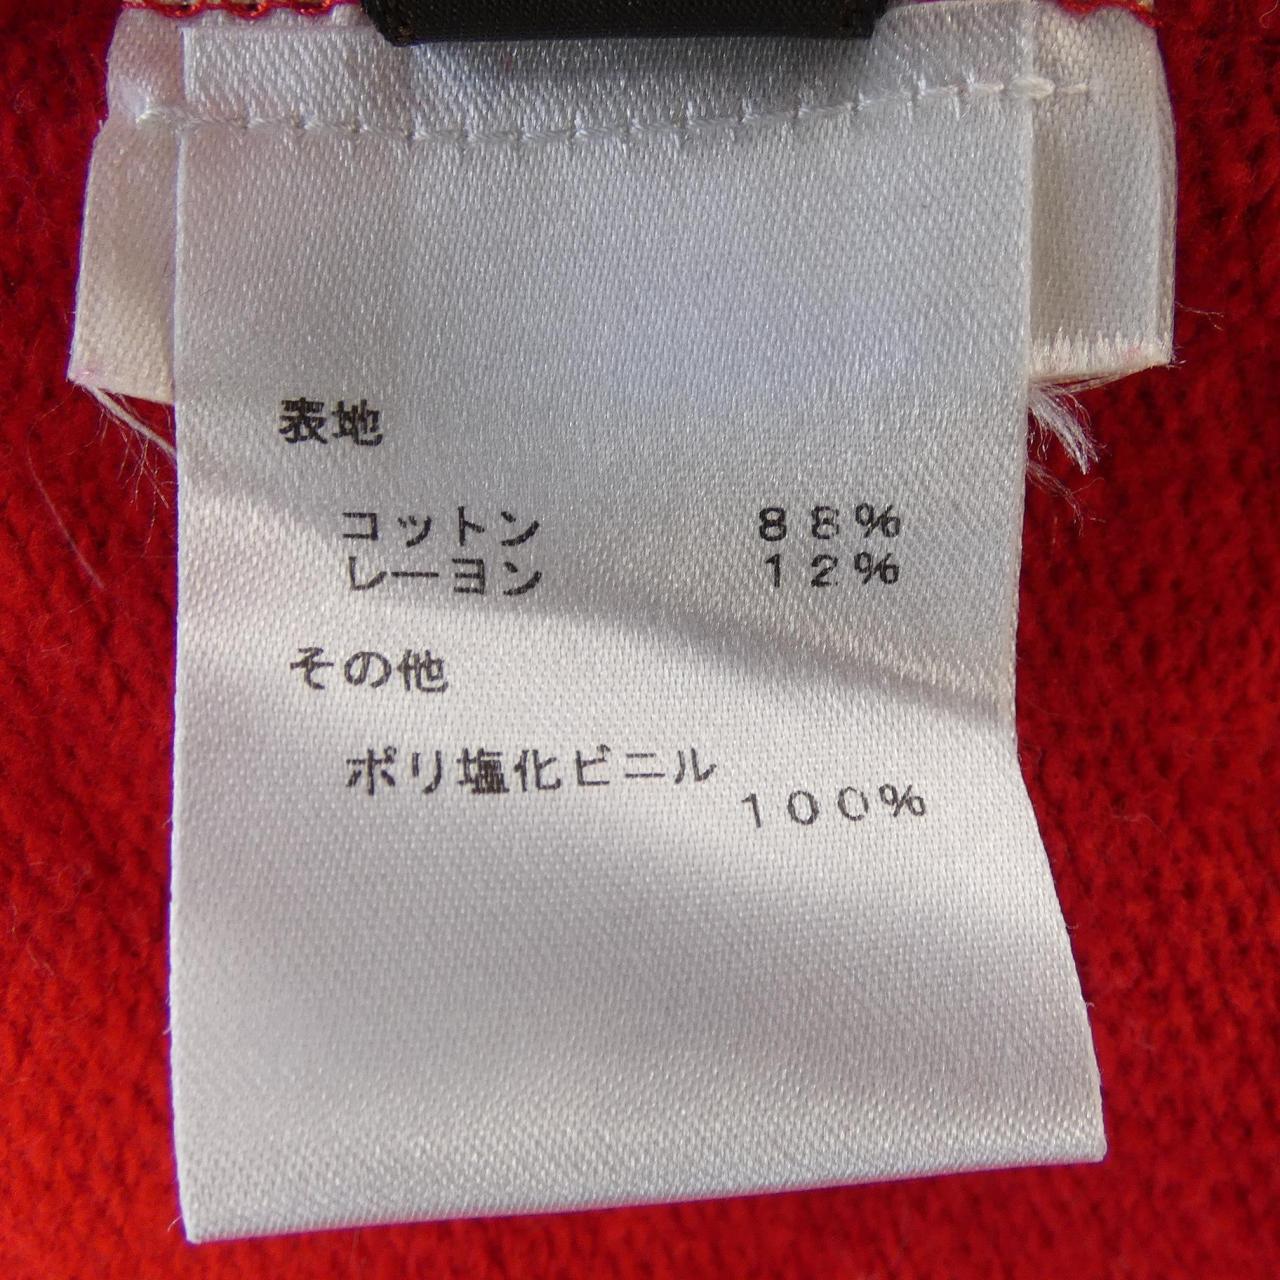 表地
コットン 88%
レーヨン 12%
その他
ポリ塩化ビニル
100%